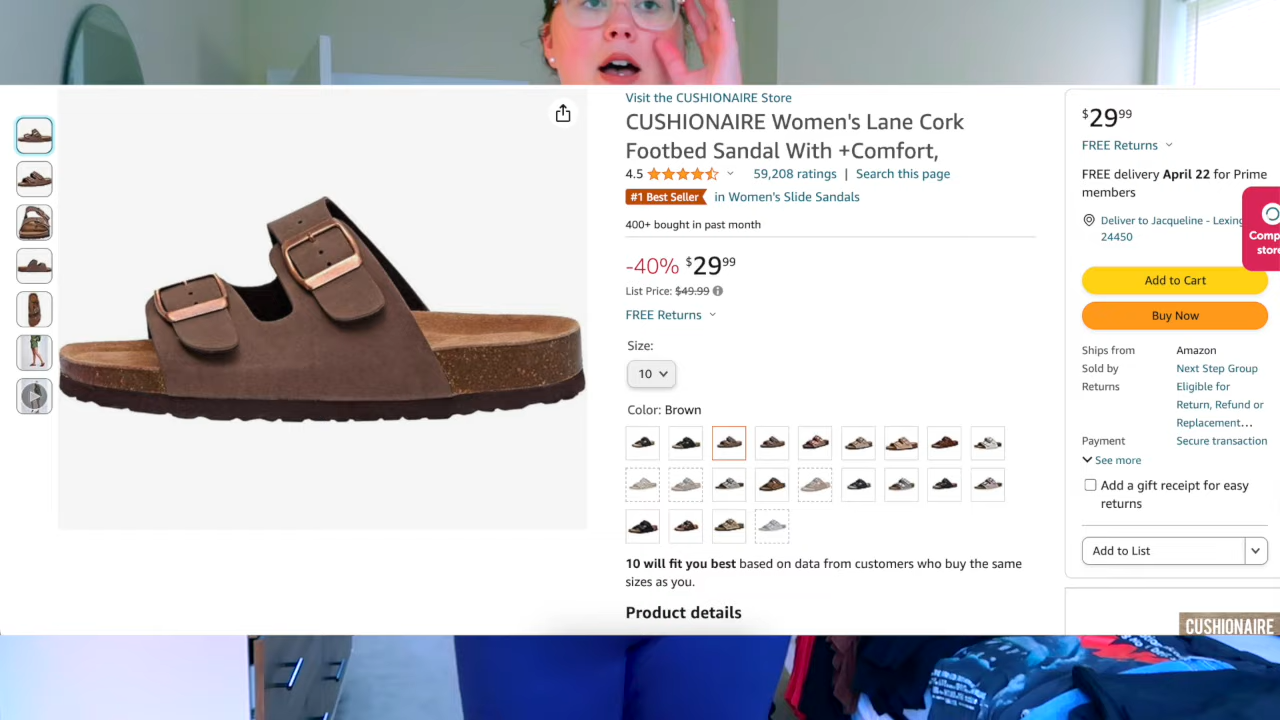 Visit the CUSHIONAIRE Store
CUSHIONAIRE Women's Lane Cork
Footbed Sandal With +Comfort,
4.5
59,208 ratings | Search this page
#1 Best Seller in Women's Slide Sandals
400+ bought in past month
-40% $29 99
List Price: $49.99
FREE Returns
Size:
10
Color: Brown
10 will fit you best based on data from customers who buy the same
sizes as you.
Product details
$29 99
FREE Returns
FREE delivery April 22 for Prime
members
Deliver to Jacqueline - Lexing
24450
Comp
store
Add to Cart
Buy Now
Ships from Amazon
Sold by Next Step Group
Returns Eligible for
Return, Refund or
Replacement...
Payment Secure transaction
See more
Add a gift receipt for easy
returns
Add to List
CUSHIONAIRE